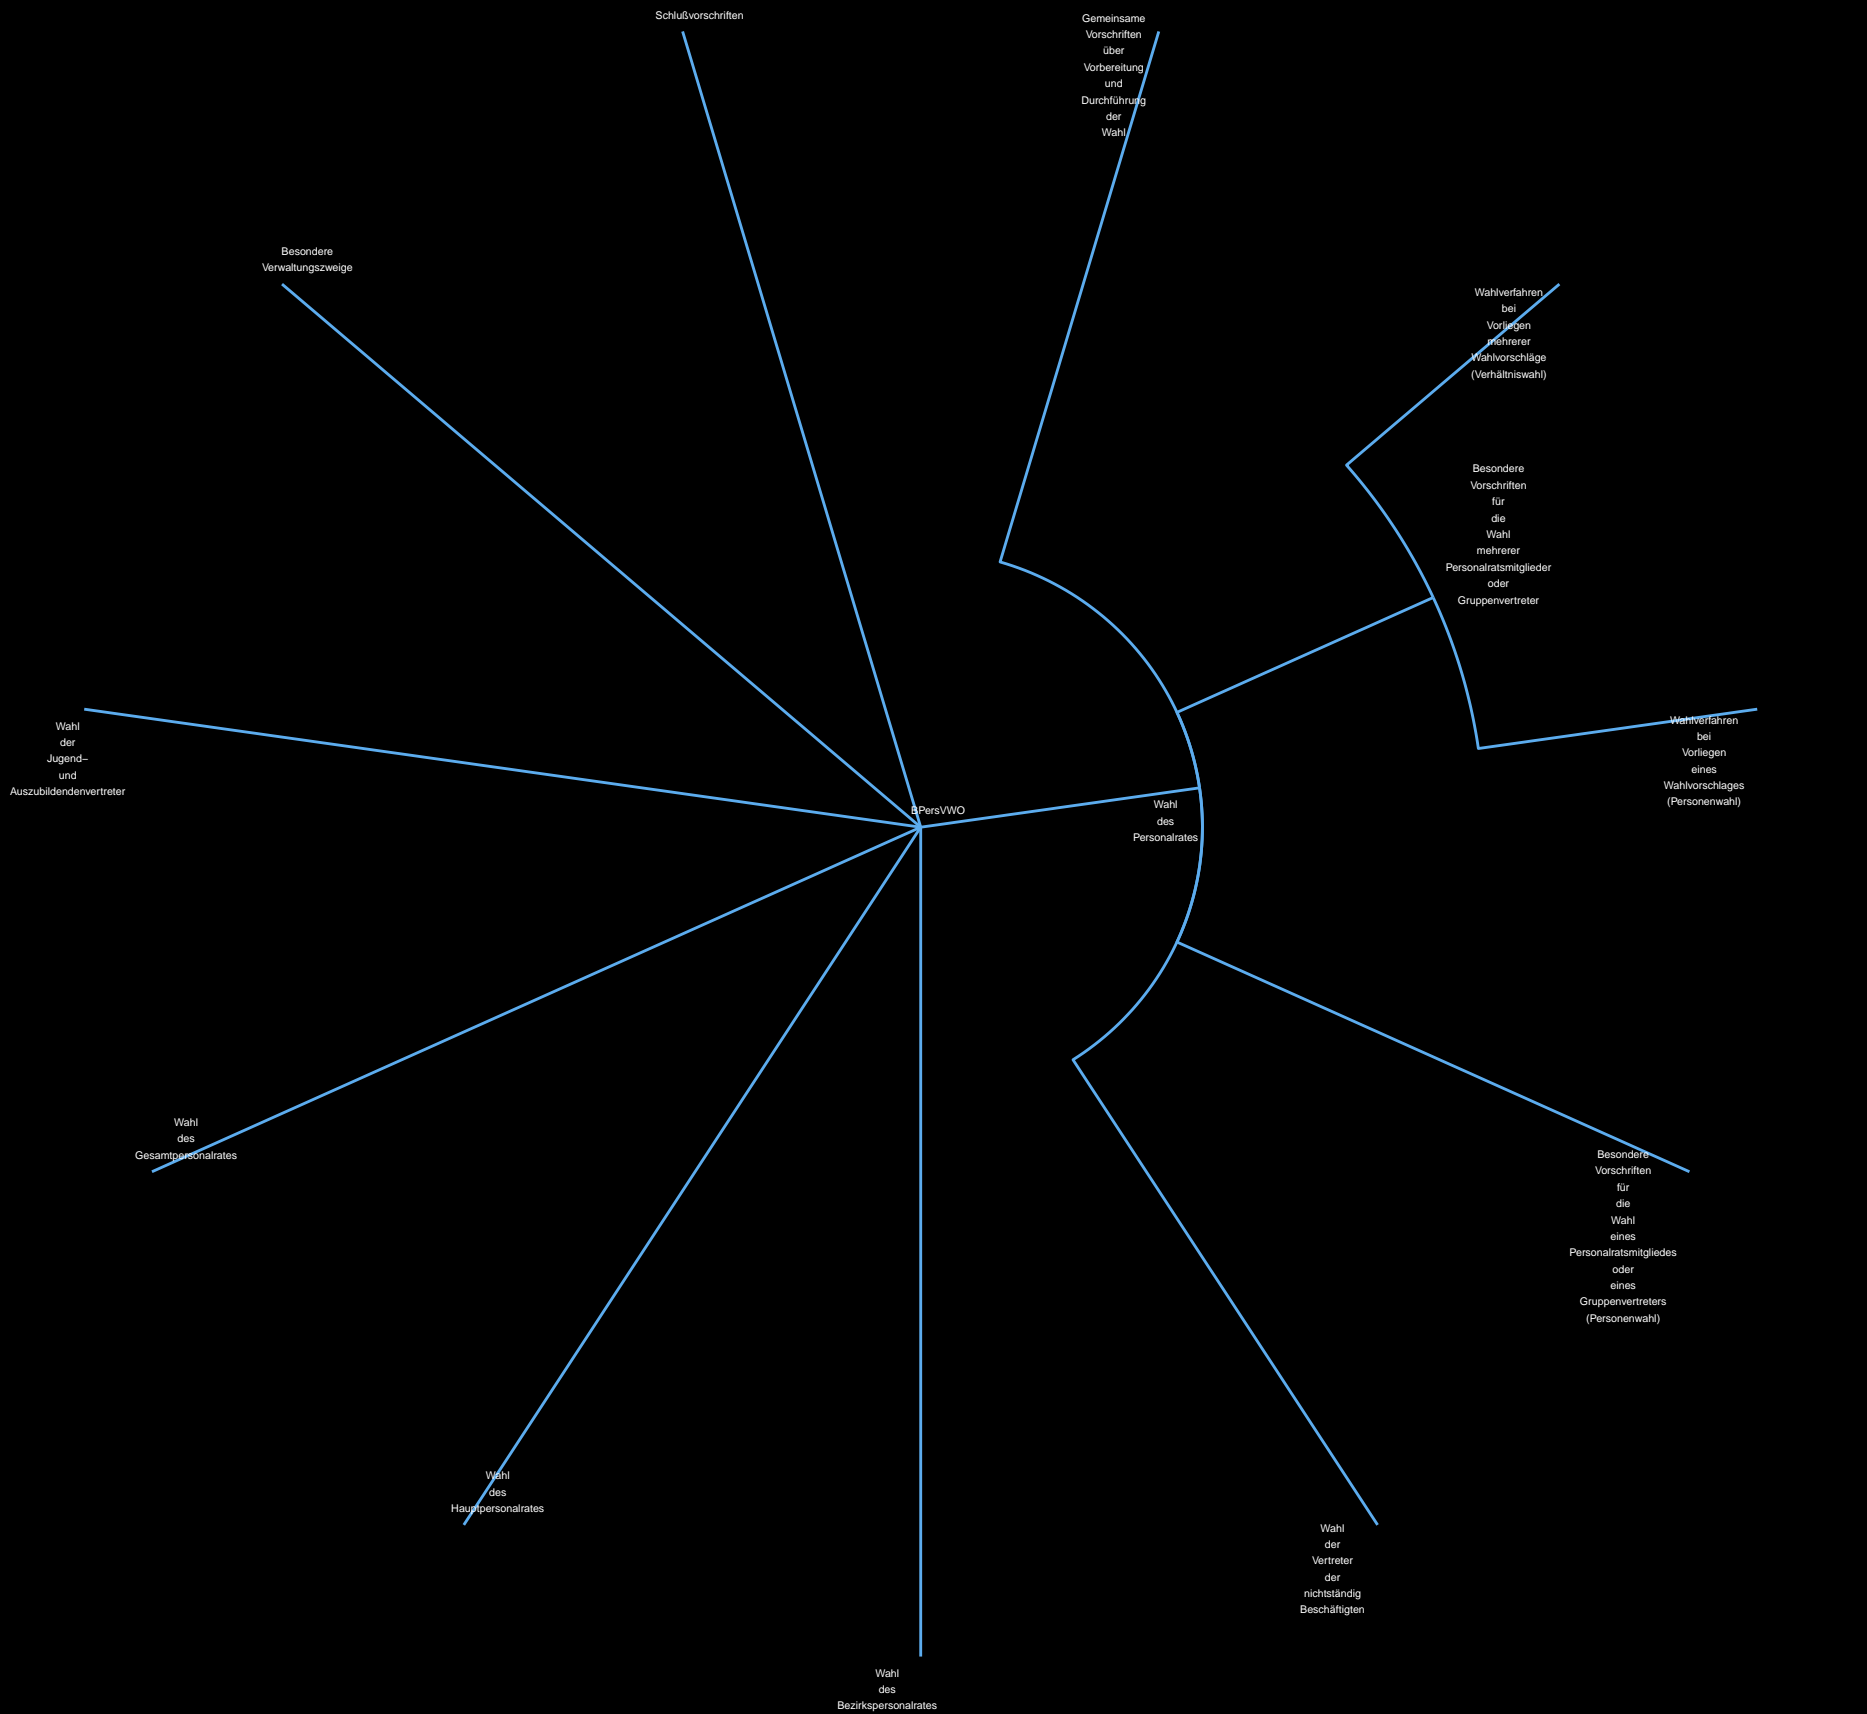 Schlußvorschriften
Gemeinsame
Vorschriften
über
Vorbereitung
und
Durchführung
der
Wahl
Besondere
Verwaltungszweige
Wahlverfahren
bei
Vorliegen
mehrerer
Wahlvorschläge
(Verhältniswahl)
Besondere
Vorschriften
für
die
Wahl
mehrerer
Personalratsmitglieder
oder
Gruppenvertreter
Wahl
der
Jugend–
und
Auszubildendenvertreter
Wahlverfahren
bei
Vorliegen
eines
Wahlvorschlages
(Personenwahl)
BPersVWO
Wahl
des
Personalrates
Wahl
des
Gesamtpersonalrates
Besondere
Vorschriften
für
die
Wahl
eines
Personalratsmitgliedes
oder
eines
Gruppenvertreters
(Personenwahl)
Wahl
des
Hauptpersonalrates
Wahl
der
Vertreter
der
nichtständig
Beschäftigten
Wahl
des
Bezirkspersonalrates